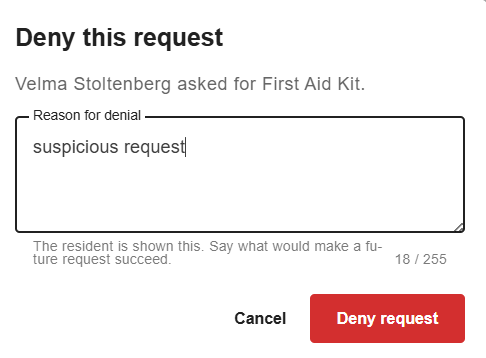 Deny this request
Velma Stoltenberg asked for First Aid Kit.
Reason for denial
suspicious request
The resident is shown this. Say what would make a fu-
ture request succeed.
18 / 255
Cancel
Deny request